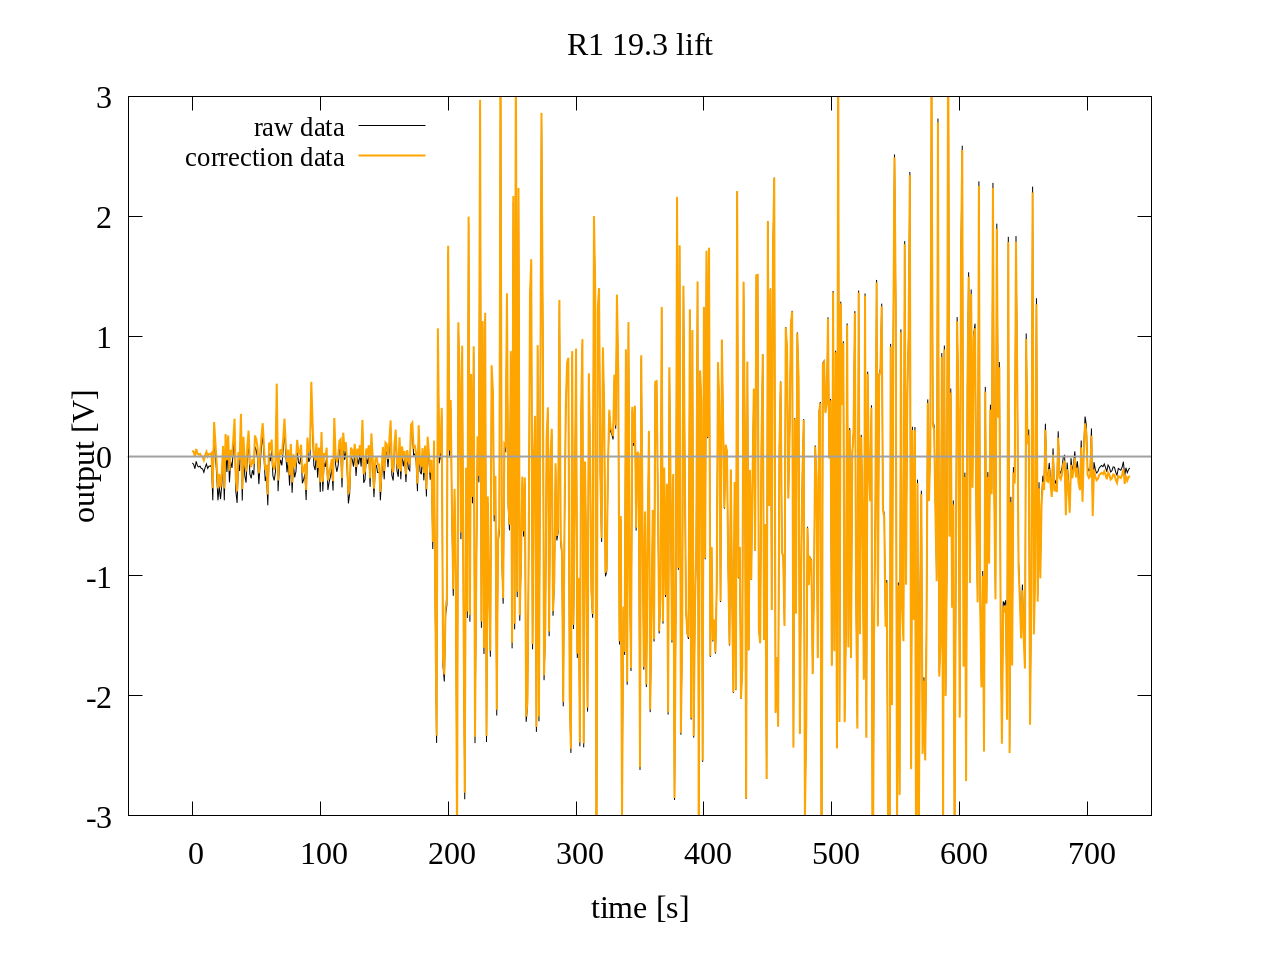 R1 19.3 lift
raw data
correction data
3
2
1
0
-1
-2
-3
output [V]
0 100 200 300 400 500 600 700
time [s]